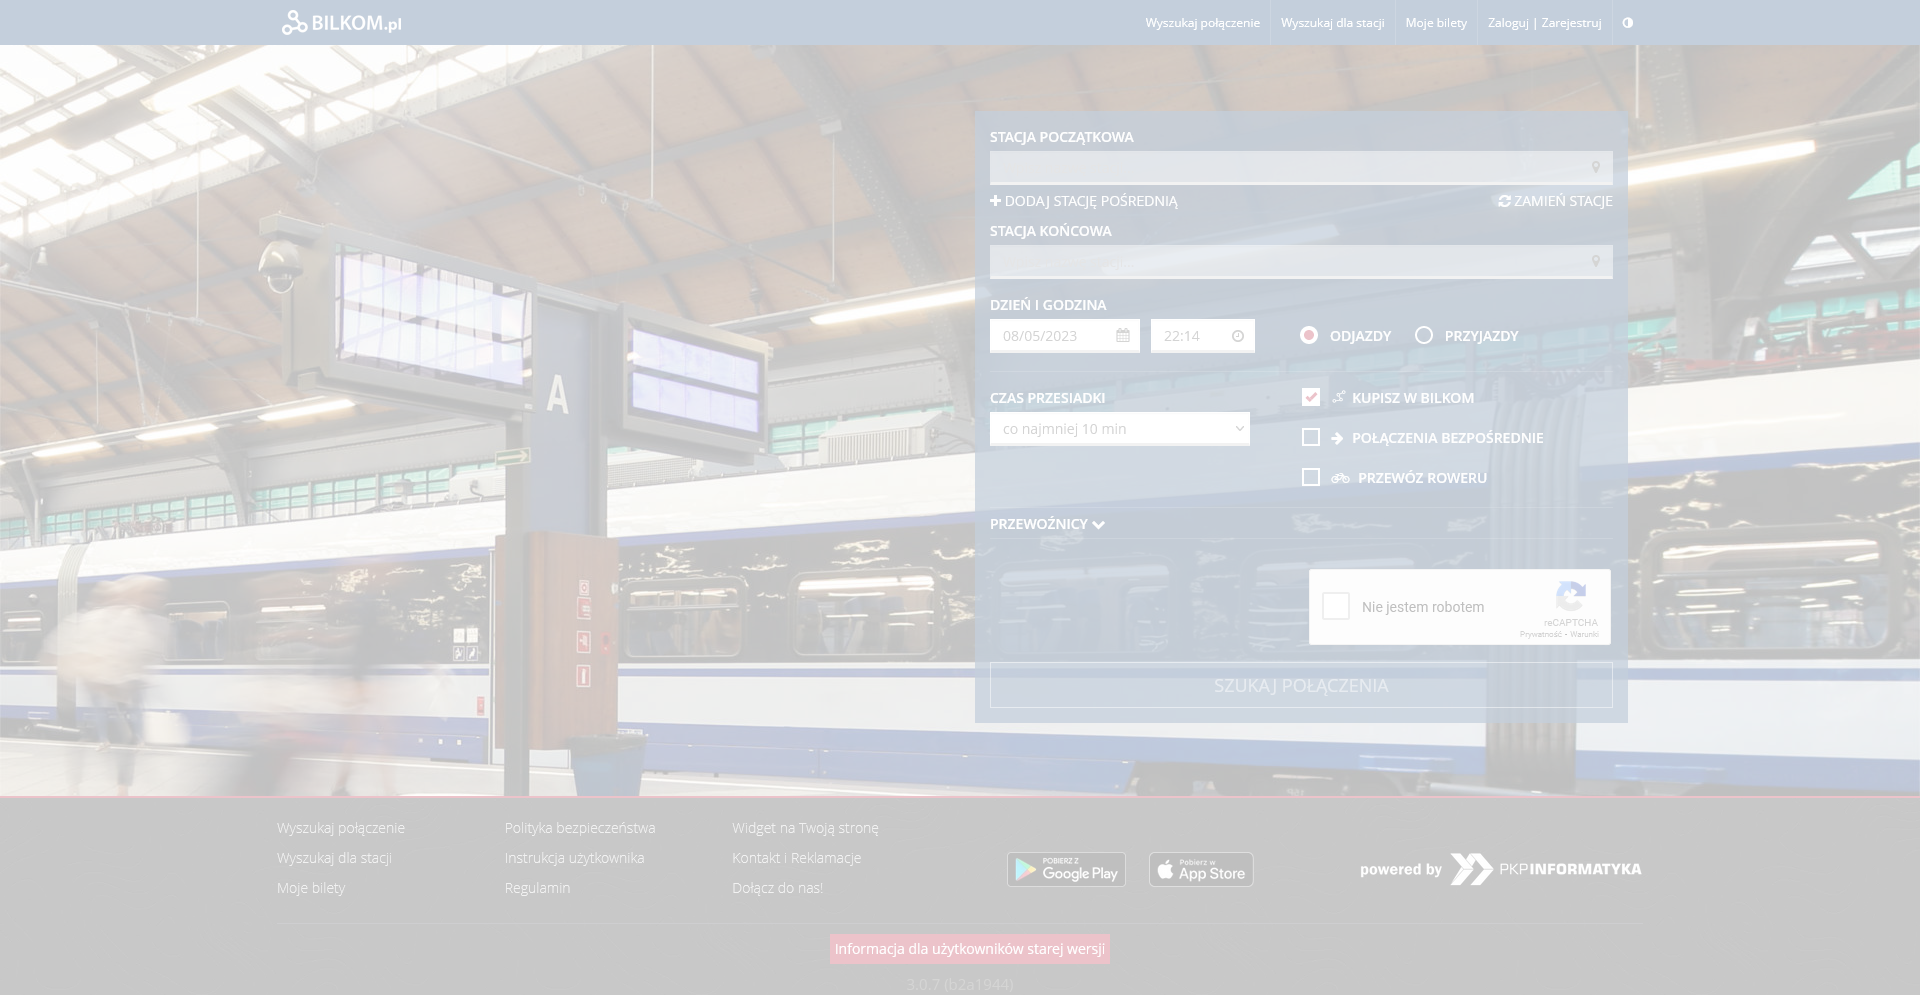 BILKOM.pl
Wyszukaj połączenie
Wyszukaj dla stacji
Moje bilety
Zaloguj | Zarejestruj
STACJA POCZĄTKOWA
DODAJ STACJĘ POŚREDNIĄ
ZAMIEŃ STACJE
STACJA KOŃCOWA
DZIEŃ I GODZINA
08/05/2023
22:14
ODJAZDY
PRZYJAZDY
CZAS PRZESIADKI
co najmniej 10 min
KUPISZ W BILKOM
POŁĄCZENIA BEZPOŚREDNIE
PRZEWÓZ ROWERU
PRZEWOŹNICY
Nie jestem robotem
reCAPTCHA
Prywatność - Warunki
SZUKAJ POŁĄCZENIA
A
Wyszukaj połączenie
Wyszukaj dla stacji
Moje bilety
Polityka bezpieczeństwa
Instrukcja użytkownika
Regulamin
Widget na Twoją stronę
Kontakt i Reklamacje
Dołącz do nas!
POBIERZ Z
Google Play
Pobierz w
App Store
powered by PKPINFORMATYKA
Informacja dla użytkowników starej wersji
3.0.7 (b2a1944)